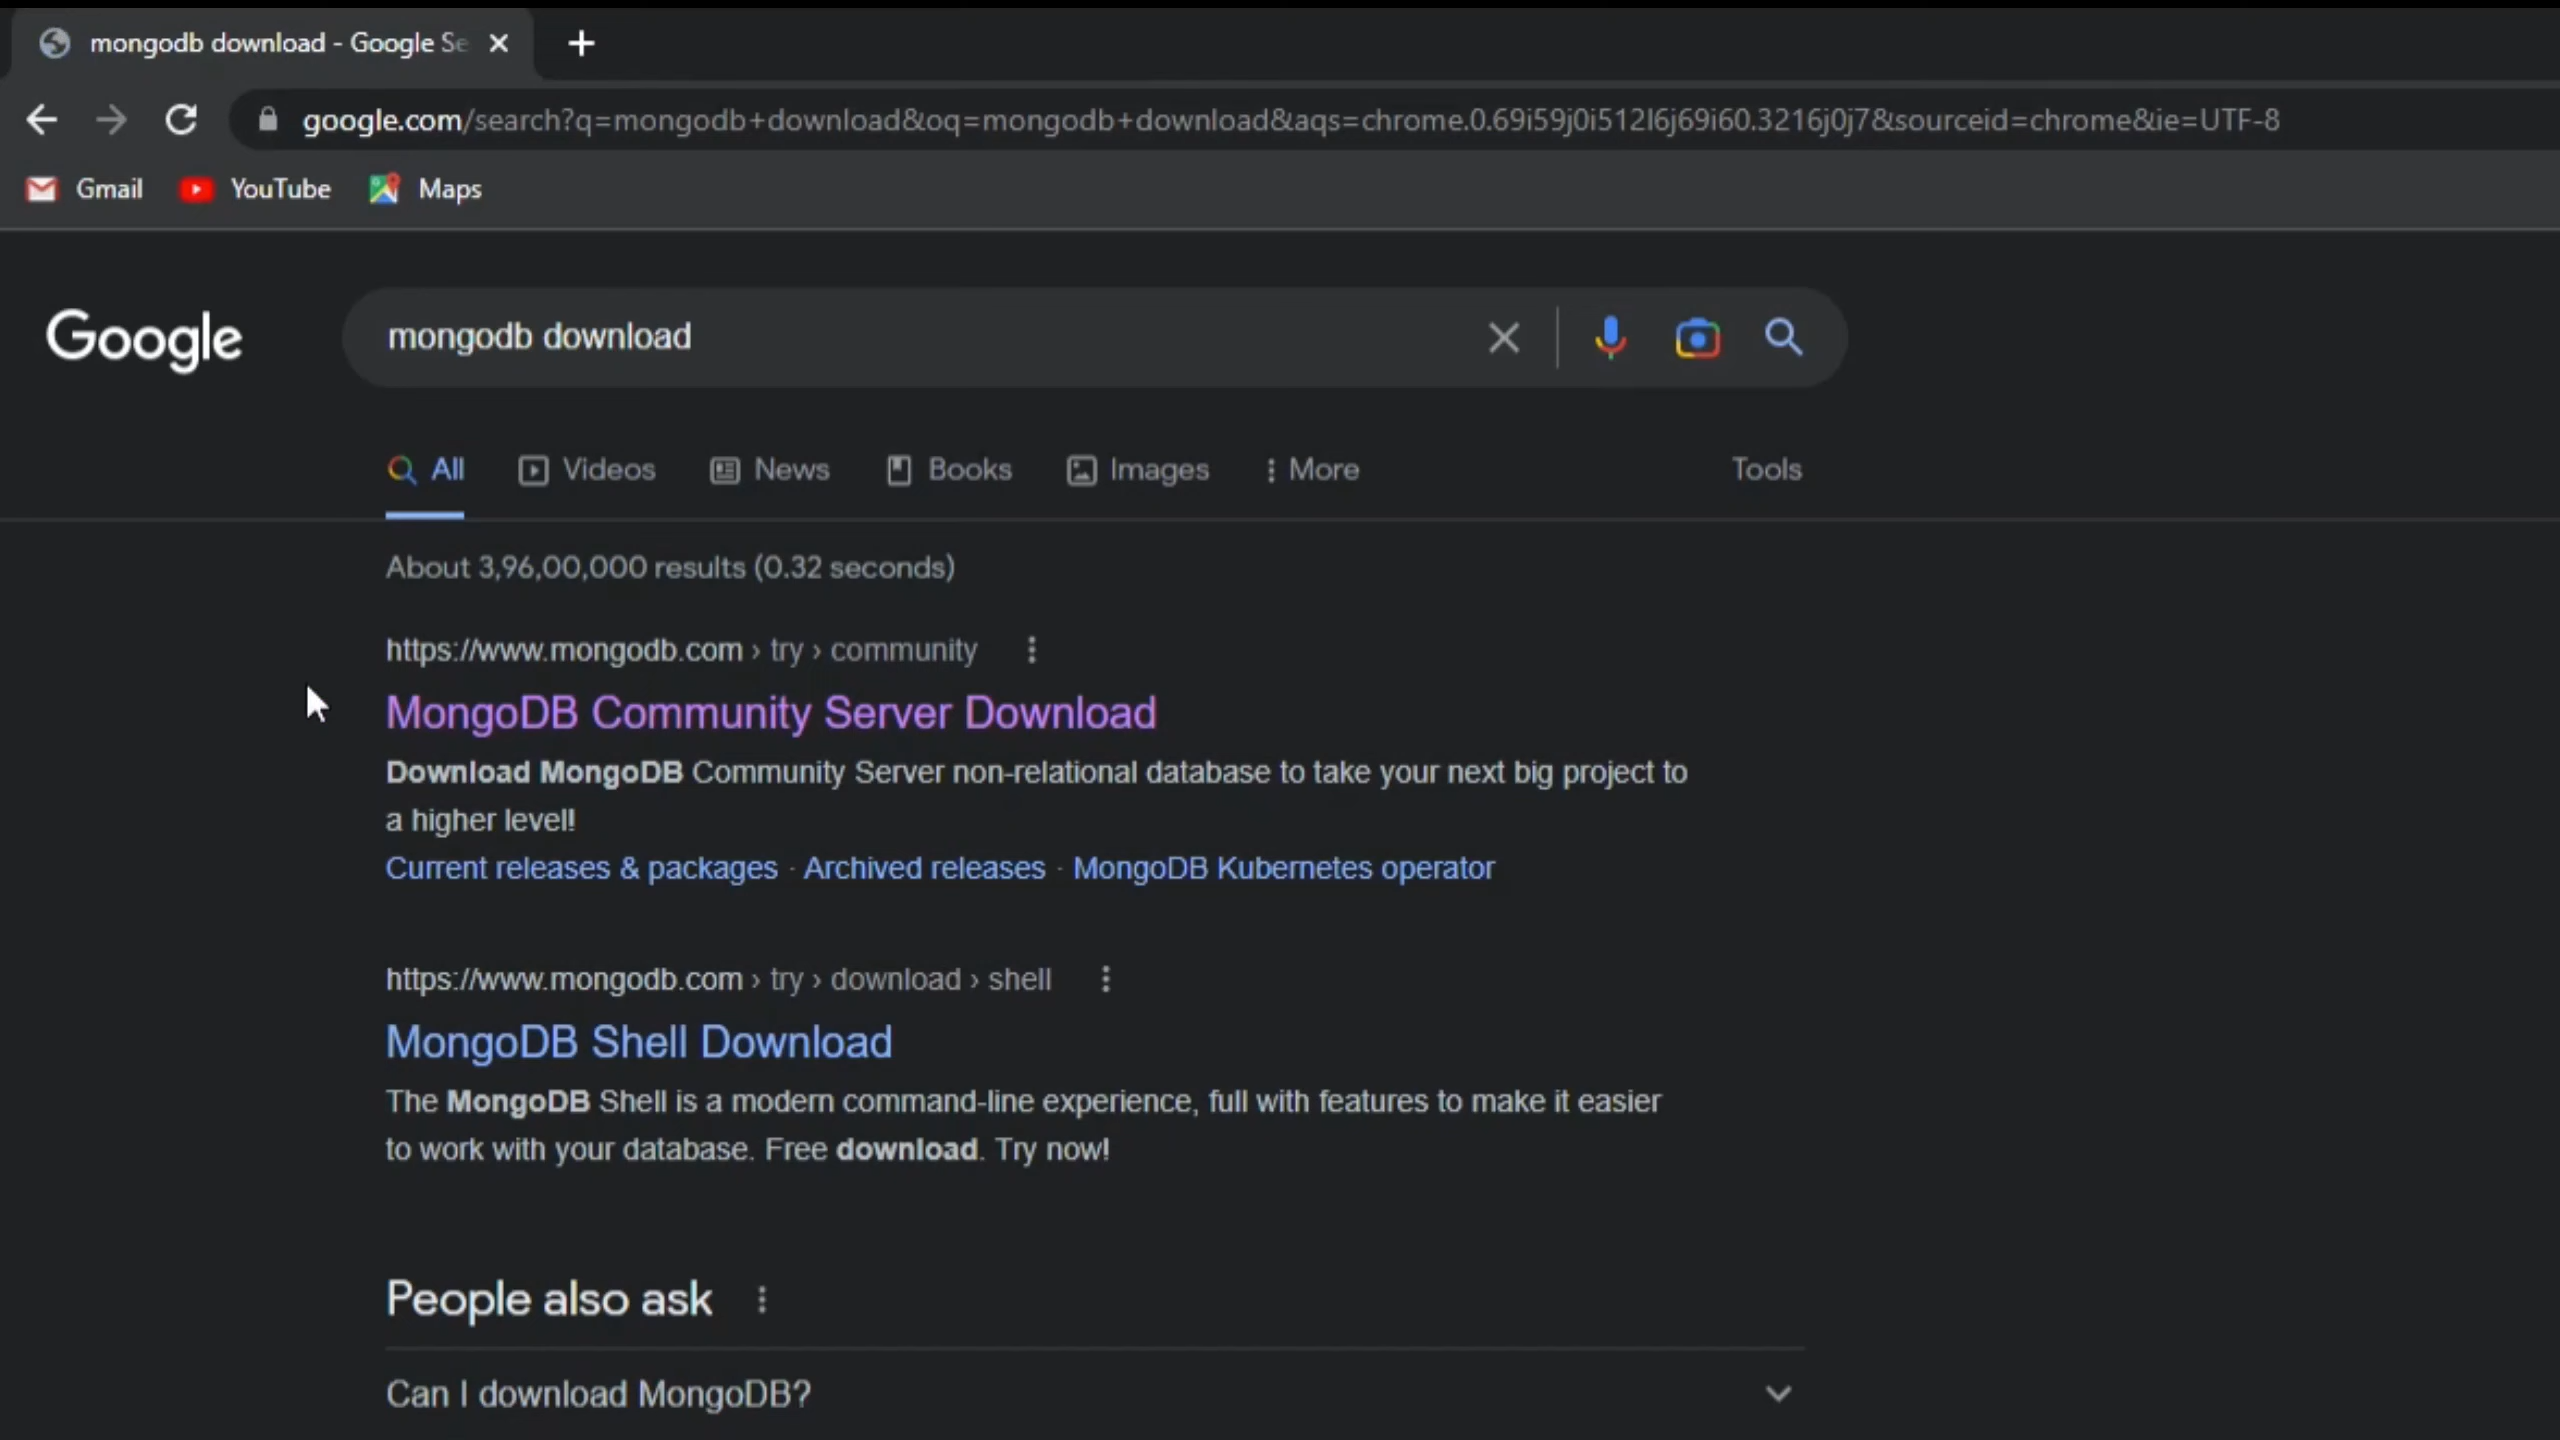 mongodb download - Google Se
google.com/search?q=mongodb+download&oq=mongodb+download&aqs=chrome.0.69i59j0i512l6j69i60.3216j0j7&sourceid=chrome&ie=UTF-8
Gmail YouTube Maps
Google mongodb download
All Videos News Books Images More Tools
About 3,96,00,000 results (0.32 seconds)
https://www.mongodb.com › try › community
MongoDB Community Server Download
Download MongoDB Community Server non-relational database to take your next big project to
a higher level!
Current releases & packages · Archived releases · MongoDB Kubernetes operator
https://www.mongodb.com › try › download › shell
MongoDB Shell Download
The MongoDB Shell is a modern command-line experience, full with features to make it easier
to work with your database. Free download. Try now!
People also ask
Can I download MongoDB?